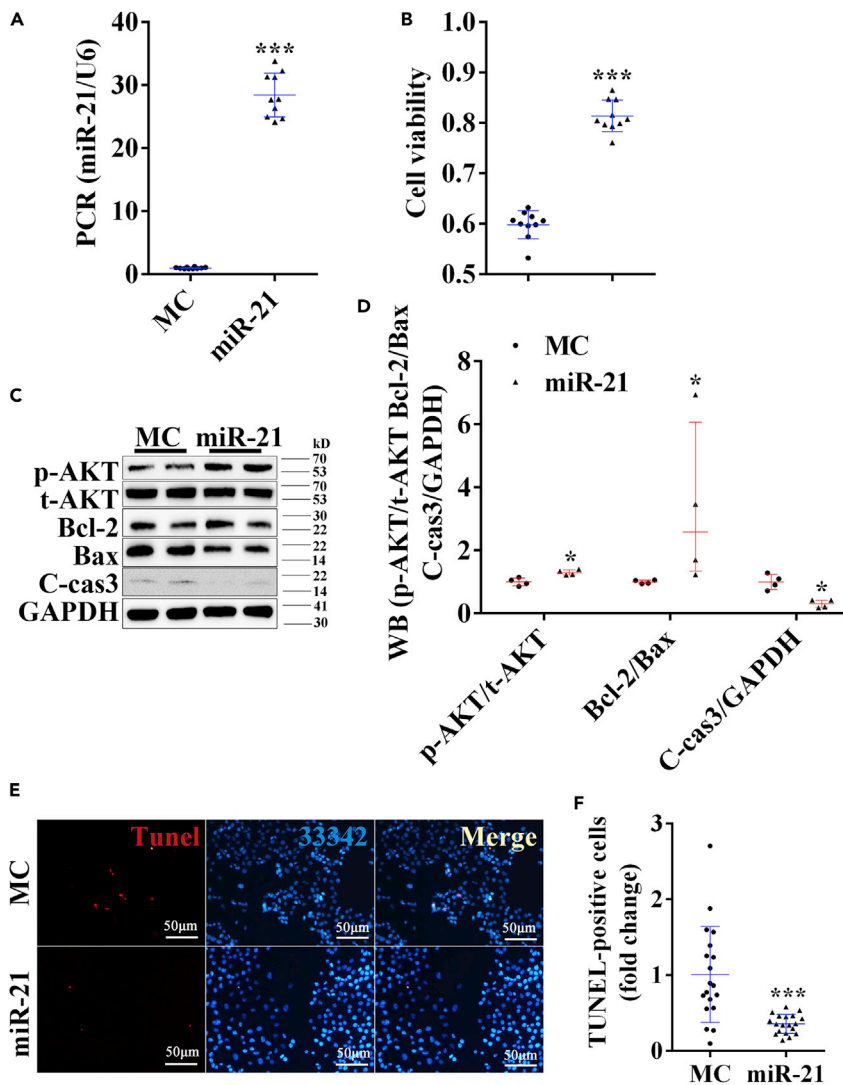 A
PCR (miR-21/U6)
40
30
20
10
0
***
MC
miR-21
B
Cell viability
1.0
0.9
0.8
0.7
0.6
0.5
***
C
MC miR-21 kD
p-AKT
70
53
t-AKT
70
53
Bcl-2
30
22
Bax
22
14
C-cas3
22
14
GAPDH
41
30
D
WB (p-AKT/t-AKT Bcl-2/Bax
C-cas3/GAPDH)
8
6
4
2
0
MC
miR-21
*
*
*
p-AKT/t-AKT
Bcl-2/Bax
C-cas3/GAPDH
E
Tunel 33342 Merge
MC
50μm 50μm 50μm
miR-21
50μm 50μm 50μm
F
TUNEL-positive cells
(fold change)
3
2
1
0
***
MC miR-21